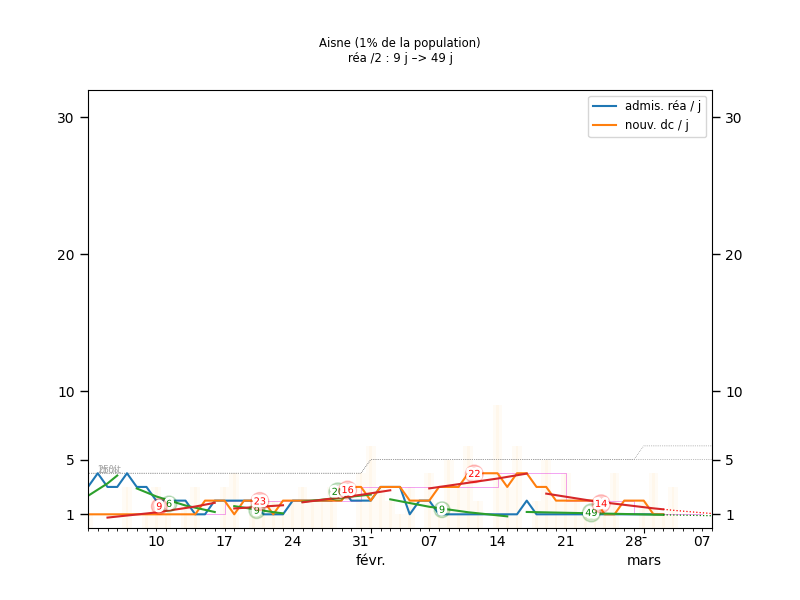 Aisne (1% de la population)
réa /2 : 9 j –> 49 j
admis. réa / j
nouv. dc / j
30 30
20 20
10 10
5 5
1 1
9 6 23 9 16 9 22 49 14
10 17 24 31 07 14 21 28 07
févr. mars